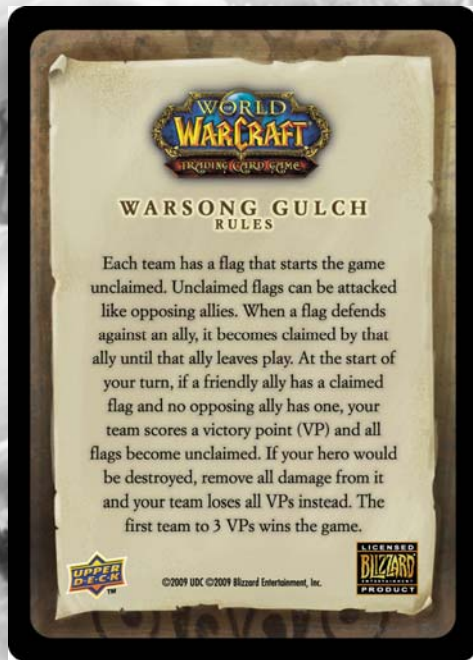 WORLD
OF
WARCRAFT
TRADING CARD GAME
WARSONG GULCH
RULES
Each team has a flag that starts the game
unclaimed. Unclaimed flags can be attacked
like opposing allies. When a flag defends
against an ally, it becomes claimed by that
ally until that ally leaves play. At the start of
your turn, if a friendly ally has a claimed
flag and no opposing ally has one, your
team scores a victory point (VP) and all
flags become unclaimed. If your hero would
be destroyed, remove all damage from it
and your team loses all VPs instead. The
first team to 3 VPs wins the game.
UPPER
D·E·C·K
TM
©2009 UDC ©2009 Blizzard Entertainment, Inc.
LICENSED
BLIZZARD
ENTERTAINMENT
PRODUCT